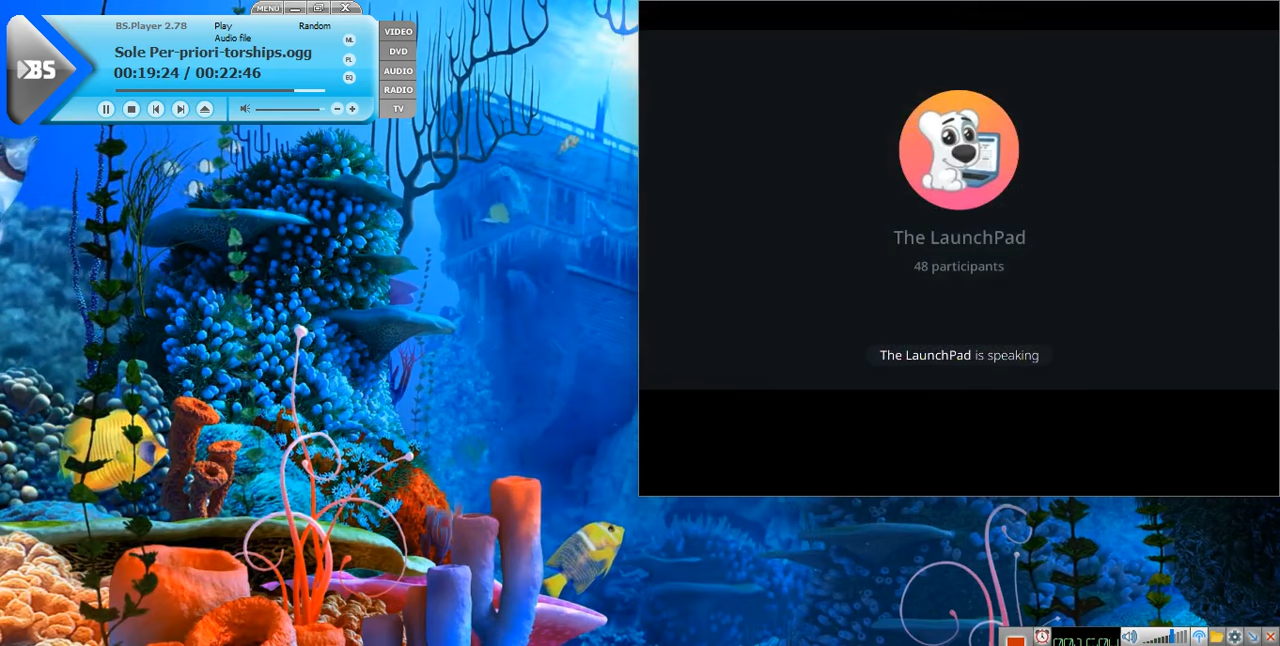 MENU
BS.Player 2.78 Play Random
Audio file
Sole Per-priori-torships.ogg
00:19:24 / 00:22:46
BS
ML
PL
EQ
VIDEO
DVD
AUDIO
RADIO
TV
The LaunchPad
48 participants
The LaunchPad is speaking